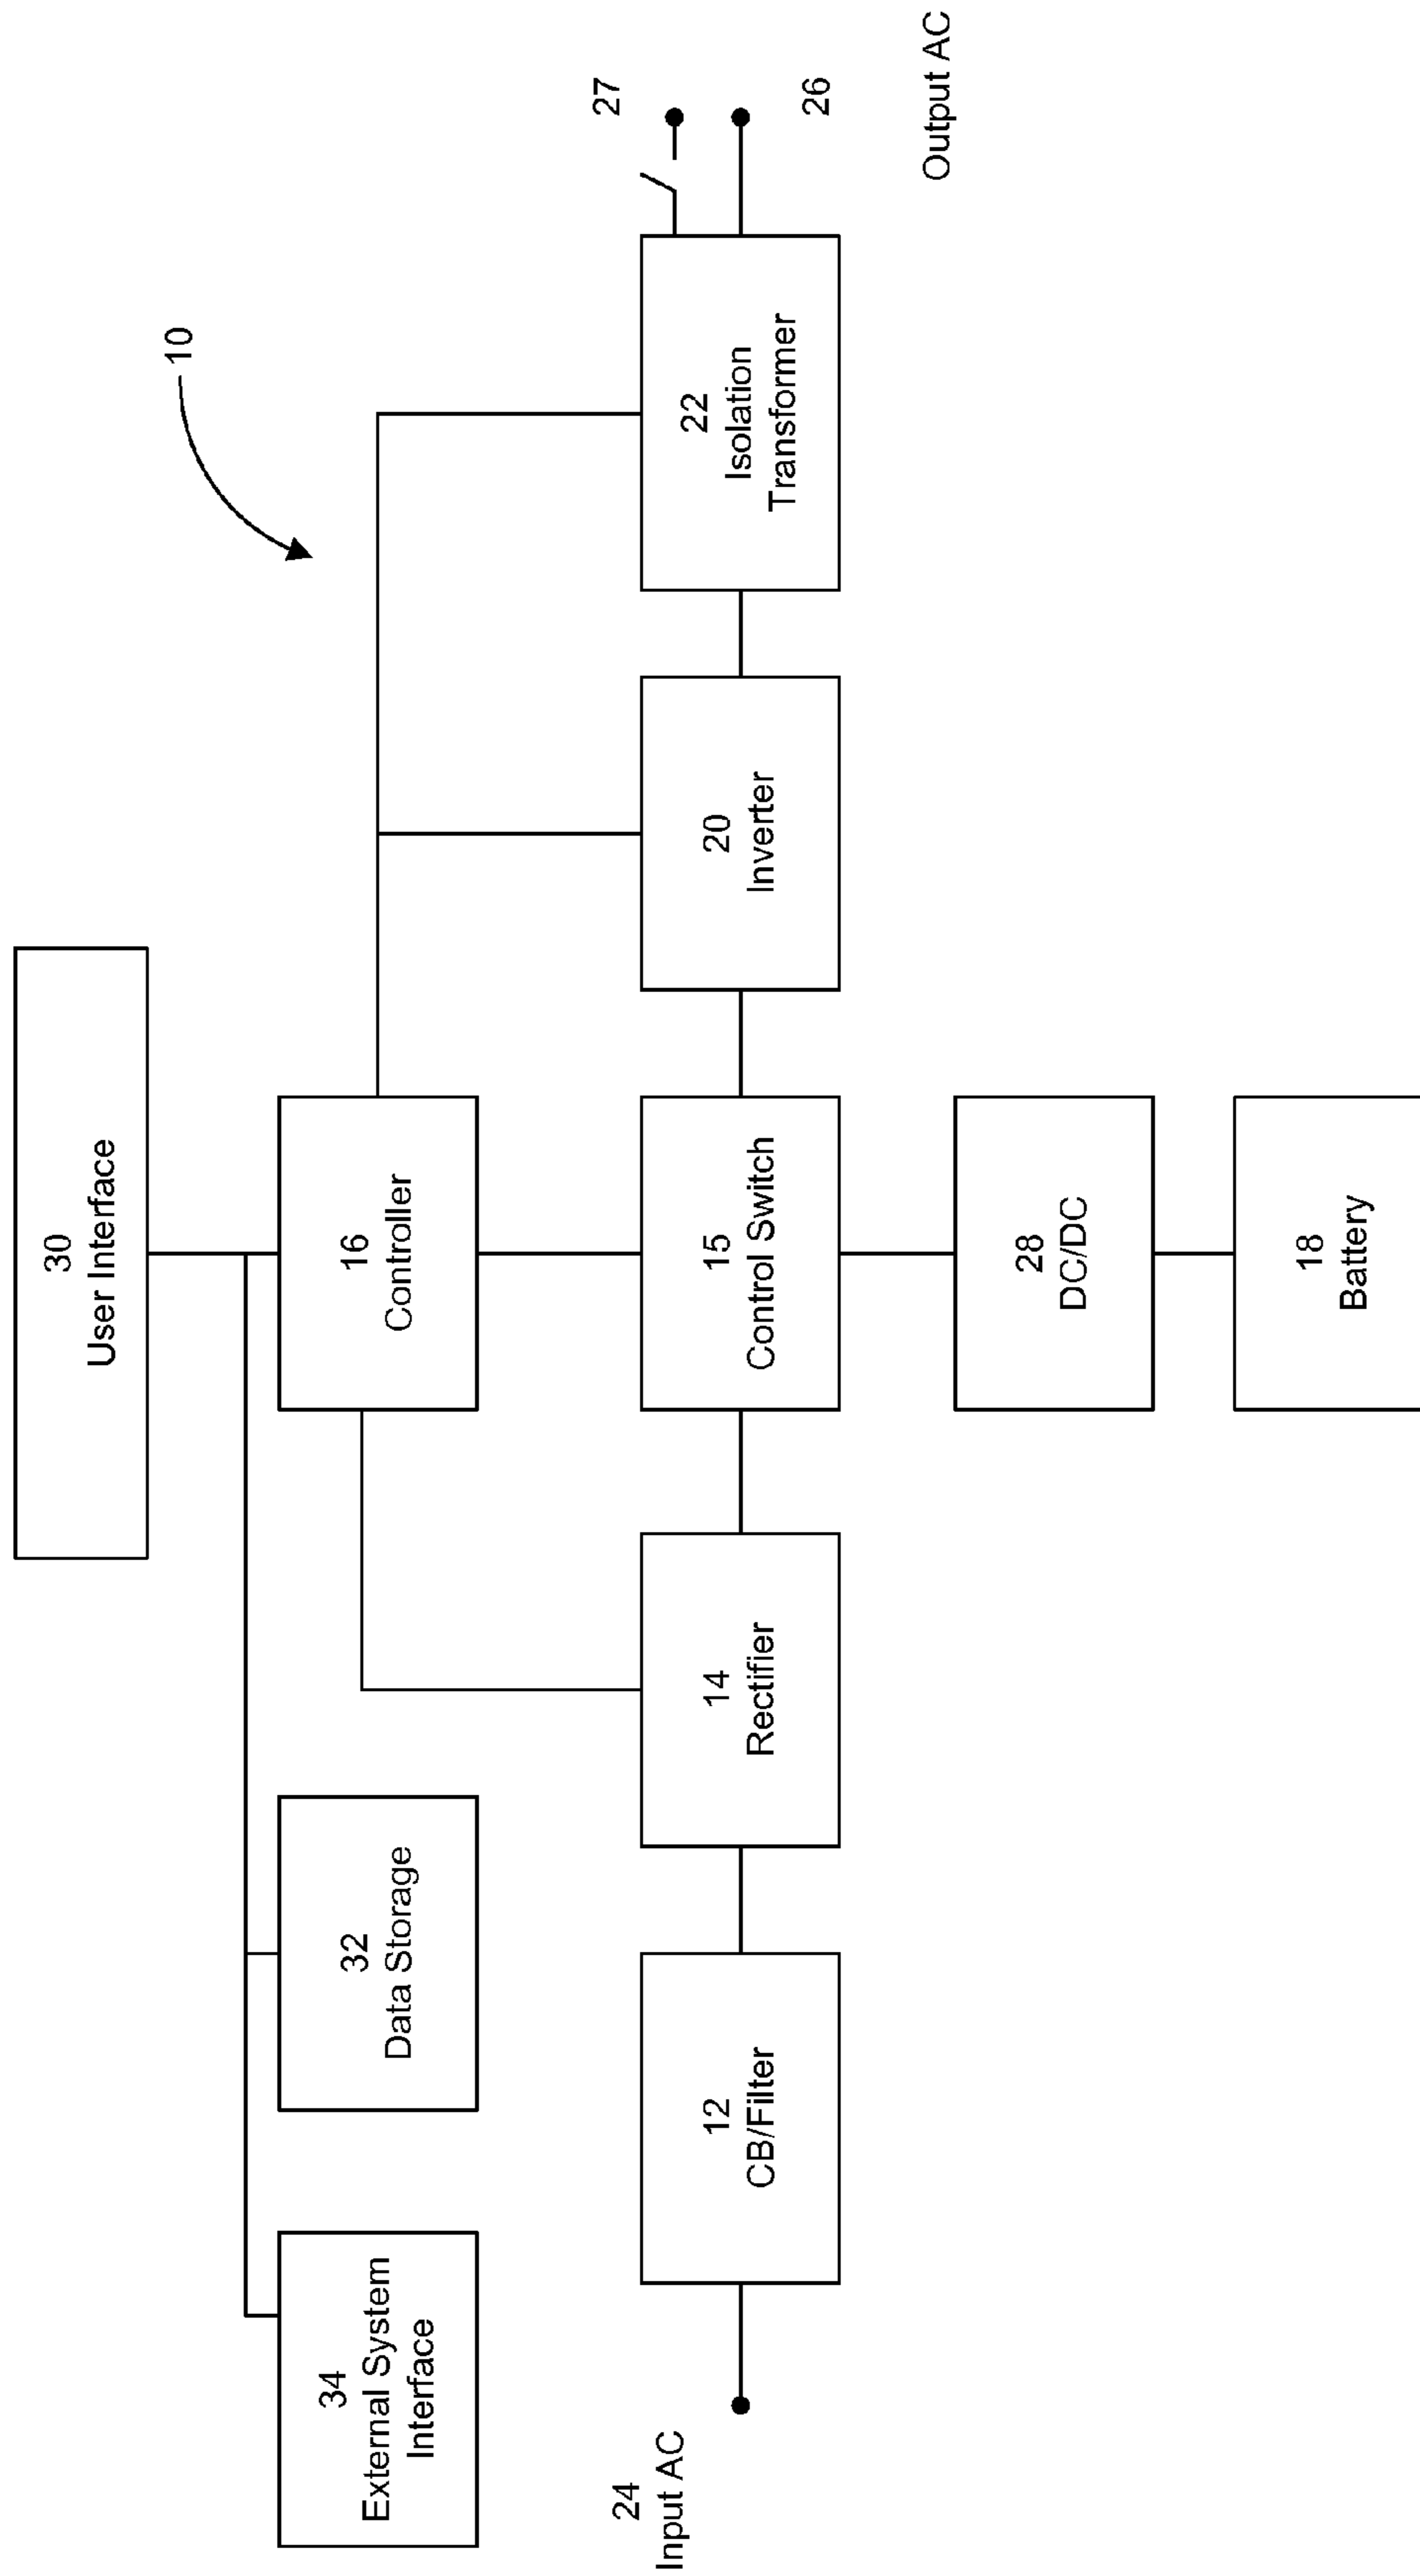 30
User Interface
10
34
External System
Interface
32
Data Storage
16
Controller
27
24
Input AC
12
CB/Filter
14
Rectifier
15
Control Switch
20
Inverter
22
Isolation
Transformer
26
Output AC
28
DC/DC
18
Battery